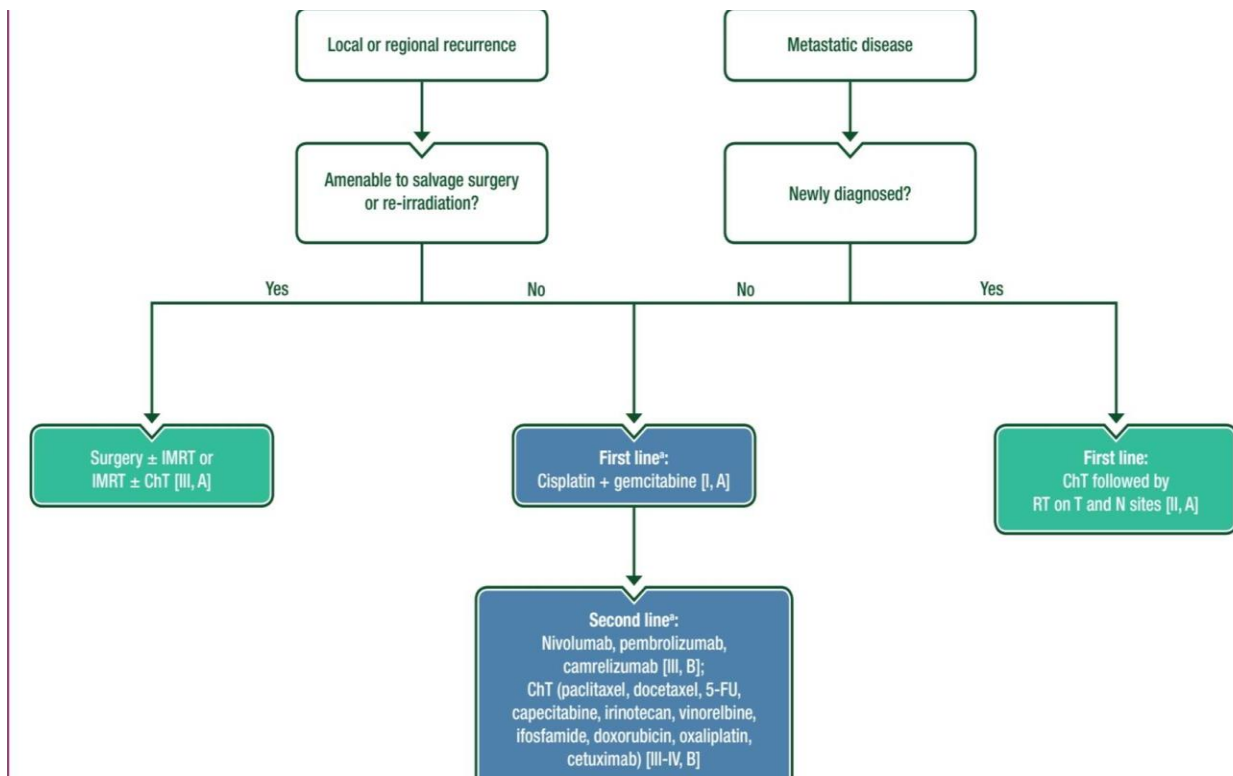 Local or regional recurrence
Metastatic disease
Amenable to salvage surgery
or re-irradiation?
Newly diagnosed?
Yes
No
No
Yes
Surgery ± IMRT or
IMRT ± ChT [III, A]
First lineᵃ:
Cisplatin + gemcitabine [I, A]
First line:
ChT followed by
RT on T and N sites [II, A]
Second lineᵃ:
Nivolumab, pembrolizumab,
camrelizumab [III, B];
ChT (paclitaxel, docetaxel, 5-FU,
capecitabine, irinotecan, vinorelbine,
ifosfamide, doxorubicin, oxaliplatin,
cetuximab) [III-IV, B]